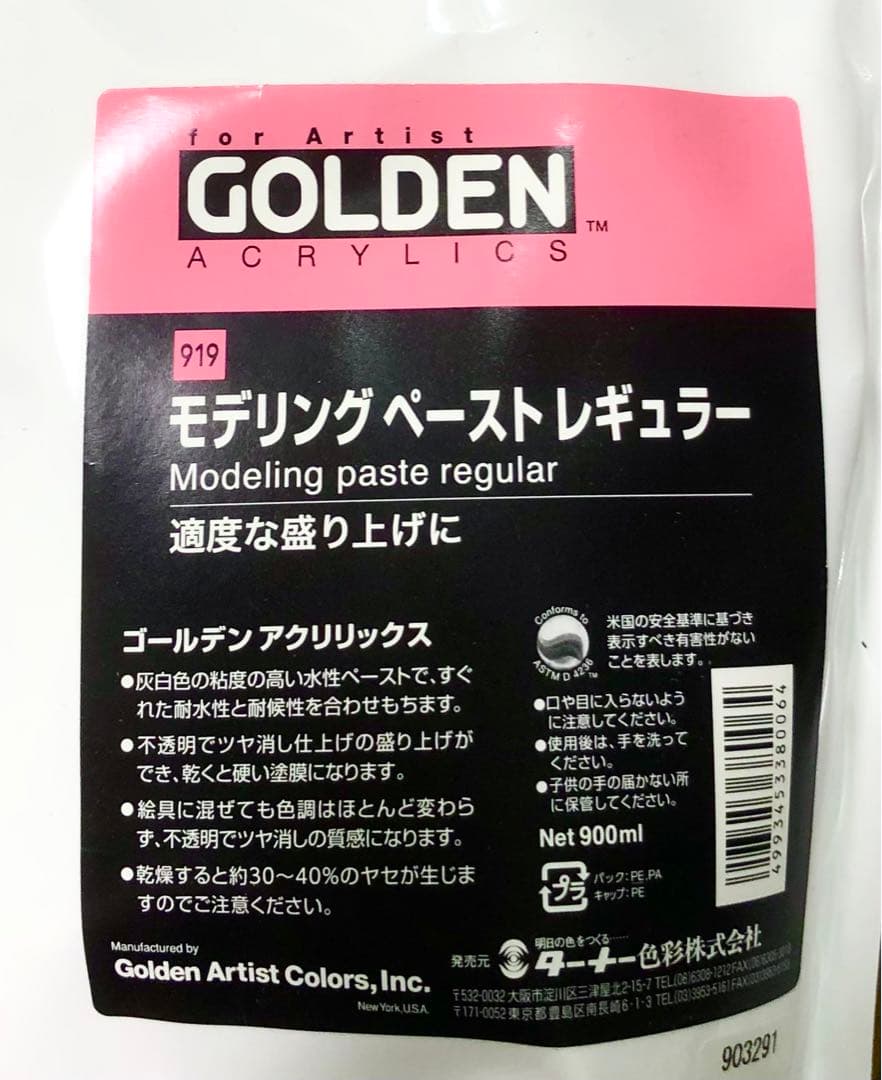 for Artist
GOLDEN™
ACRYLICS
919
モデリング ペースト レギュラー
Modeling paste regular
適度な盛り上げに
ゴールデン アクリリックス
●灰白色の粘度の高い水性ペーストで、すぐ
れた耐水性と耐候性を合わせもちます。
●不透明でツヤ消し仕上げの盛り上げが
でき、乾くと硬い塗膜になります。
●絵具に混ぜても色調はほとんど変わら
ず、不透明でツヤ消しの質感になります。
●乾燥すると約30〜40%のヤセが生じま
すのでご注意ください。
Manufactured by
Golden Artist Colors, Inc.
New York, U.S.A.
Conforms to
ASTM D 4236
™
米国の安全基準に基づき
表示すべき有害性がない
ことを表します。
●口や目に入らないよう
に注意してください。
●使用後は、手を洗って
ください。
●子供の手の届かない所
に保管してください。
Net 900ml
プラ
パック:PE,PA
キャップ:PE
4993453380064
発売元
明日の色をつくる……
ターナー色彩株式会社
〒532-0032 大阪市淀川区三津屋北2-15-7 TEL.(06)6308-1212 FAX
〒171-0052 東京都豊島区南長崎6-1-3 TEL.(03)3953-5161 FAX
903291